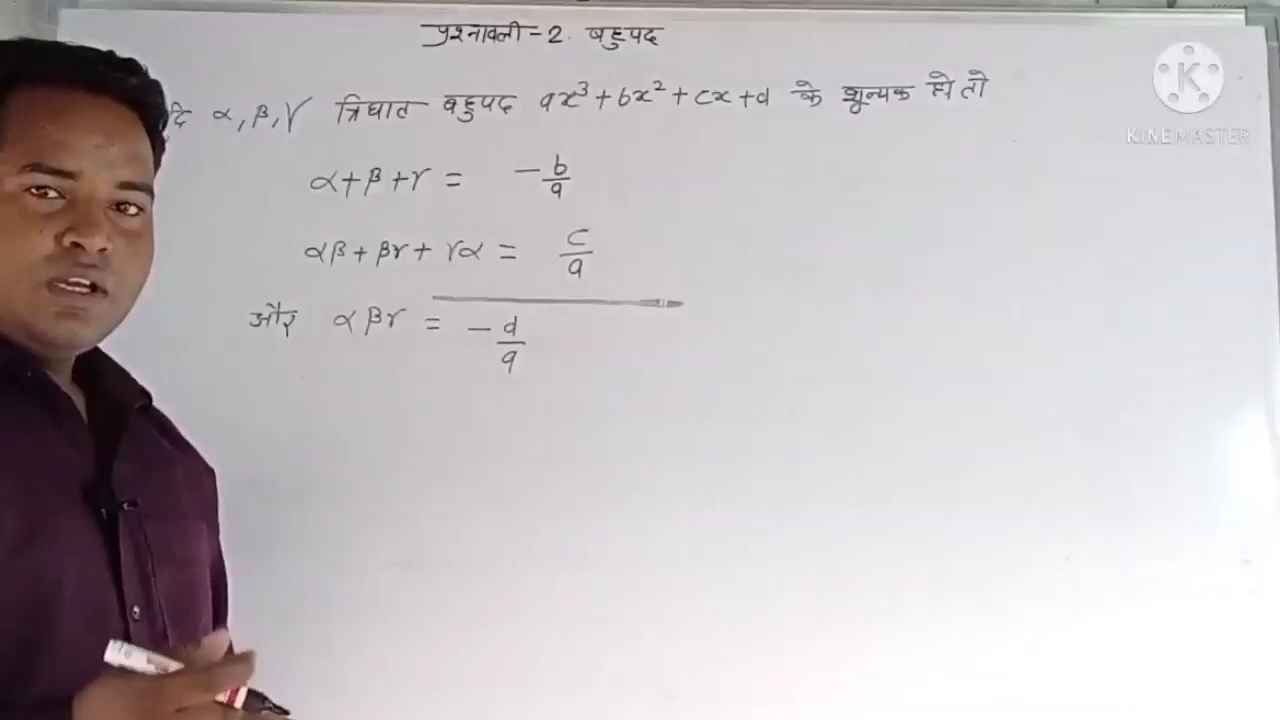 प्रश्नावली-2. बहुपद
दि α, β, γ त्रिघात बहुपद ax³+bx²+cx+d के शून्यक हो तो
α+β+γ = -b/a
αβ+βγ+γα = c/a
और αβγ = -d/a
K
KINEMASTER